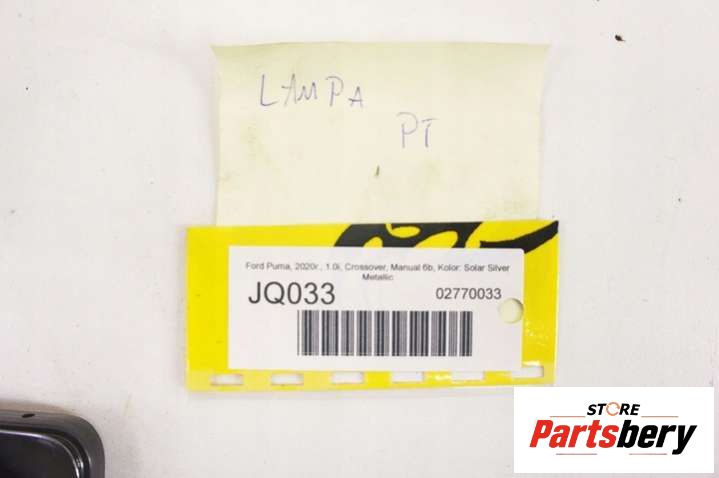 LAMPA
PT
Ford Puma, 2020r., 1.0i, Crossover, Manual 6b, Kolor: Solar Silver
Metallic
JQ033
02770033
STORE
Partsbery